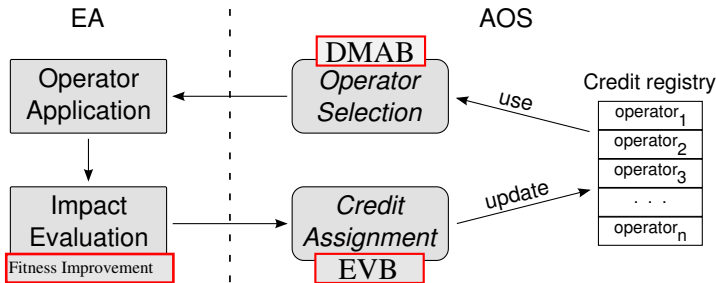 EA
AOS
DMAB
Operator
Application
Operator
Selection
use
Credit registry
operator1
operator2
operator3
. . .
operatorn
Impact
Evaluation
Fitness Improvement
Credit
Assignment
EVB
update